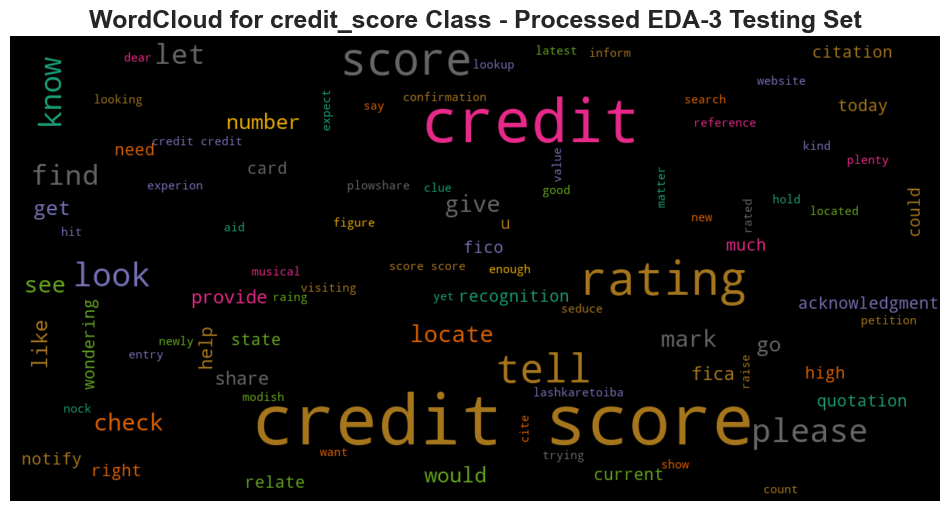 WordCloud for credit_score Class - Processed EDA-3 Testing Set
know
dear
let
score
lookup
latest
inform
citation
looking
expect
say
confirmation
credit
search
website
today
number
reference
need
credit credit
kind
value
plenty
find
card
experion
plowshare
clue
good
matter
hold
get
give
rated
located
could
hit
aid
figure
u
new
fico
much
look
musical
score score
enough
rating
see
provide
raing
visiting
yet
recognition
acknowledgment
seduce
petition
like
wondering
newly
help
state
locate
mark
go
entry
tell
share
fica
raise
high
modish
lashkaretoiba
nock
credit score
quotation
check
cite
please
notify
want
trying
right
relate
would
current
show
count